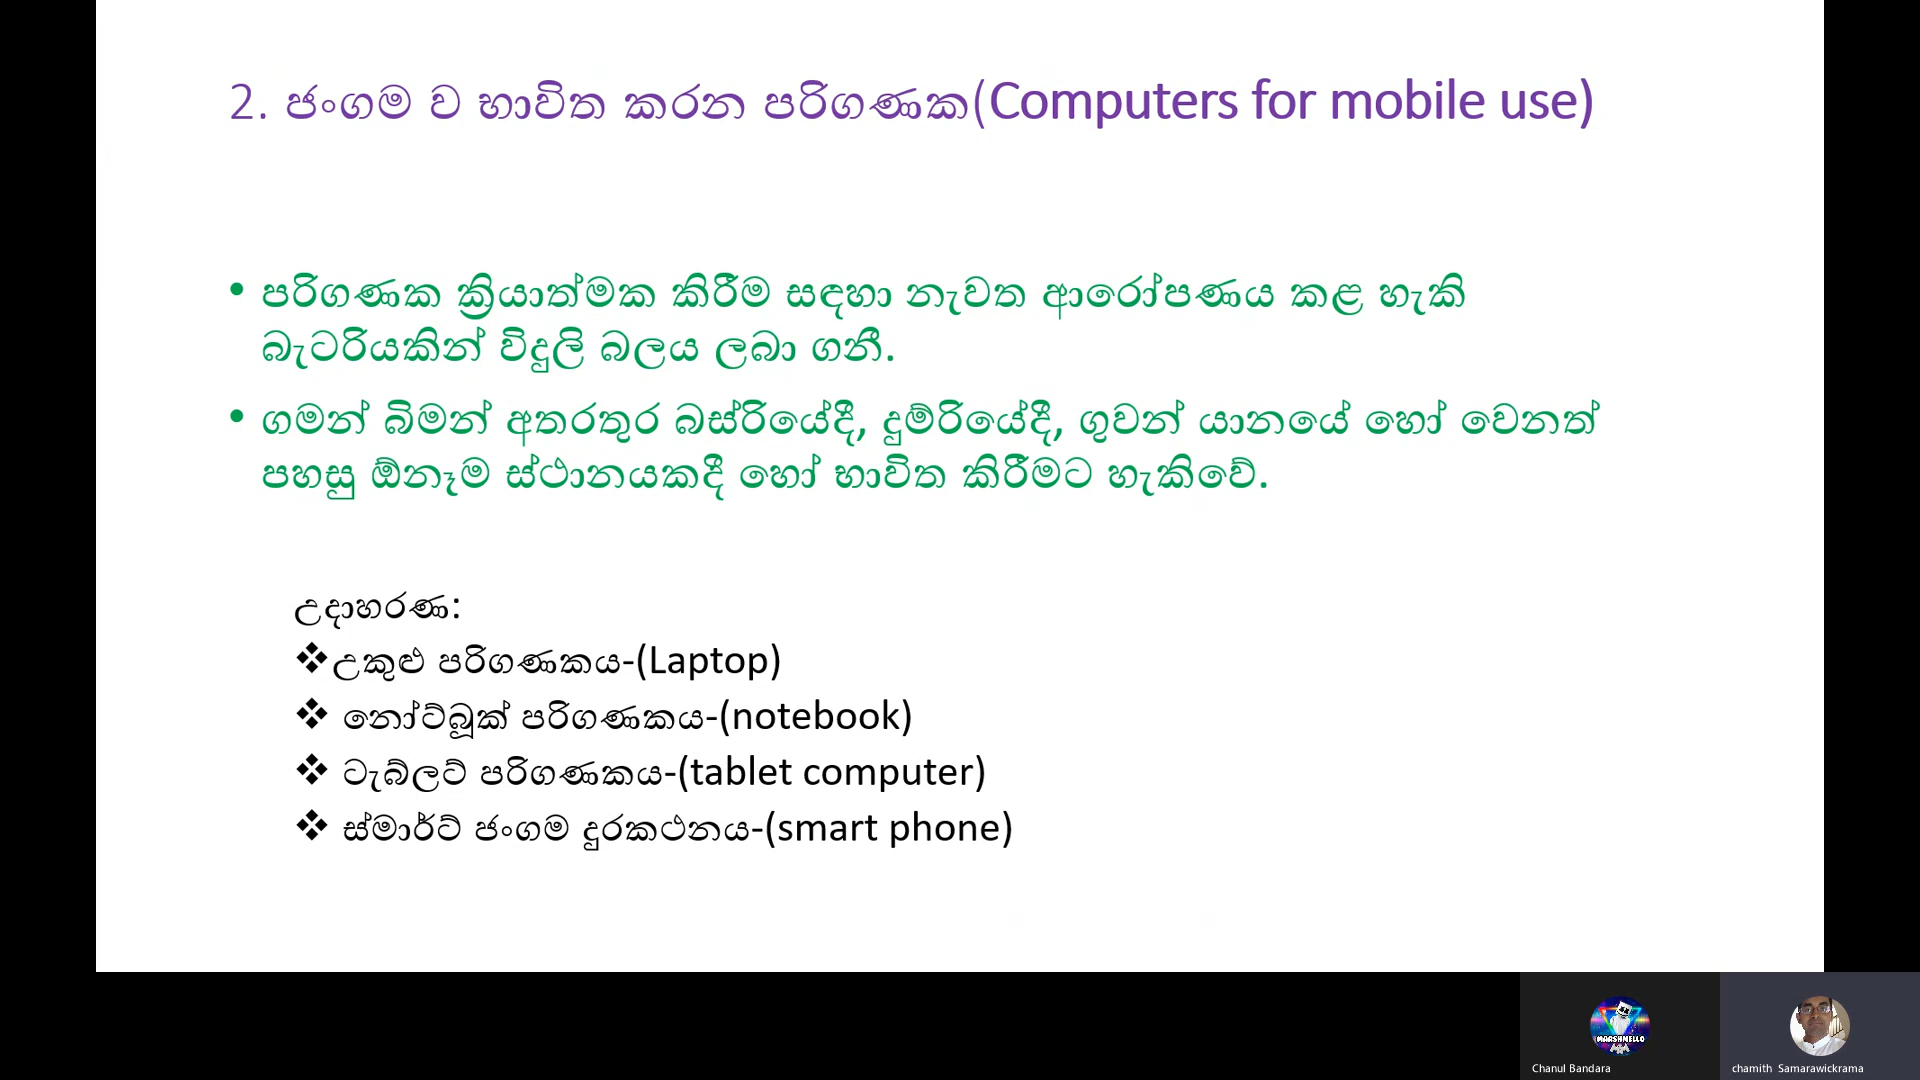 2. ජංගම ව භාවිත කරන පරිගණක(Computers for mobile use)
• පරිගණක ක්‍රියාත්මක කිරීම සඳහා නැවත ආරෝපණය කළ හැකි
බැටරියකින් විදුලි බලය ලබා ගනී.
• ගමන් බිමන් අතරතුර බස්රියේදී, දුම්රියේදී, ගුවන් යානයේ හෝ වෙනත්
පහසු ඕනෑම ස්ථානයකදී හෝ භාවිත කිරීමට හැකිවේ.
උදාහරණ:
❖උකුළු පරිගණකය-(Laptop)
❖ නෝට්බූක් පරිගණකය-(notebook)
❖ ටැබ්ලට් පරිගණකය-(tablet computer)
❖ ස්මාර්ට් ජංගම දුරකථනය-(smart phone)
MARSHMELLO
Chanul Bandara
chamith Samarawickrama